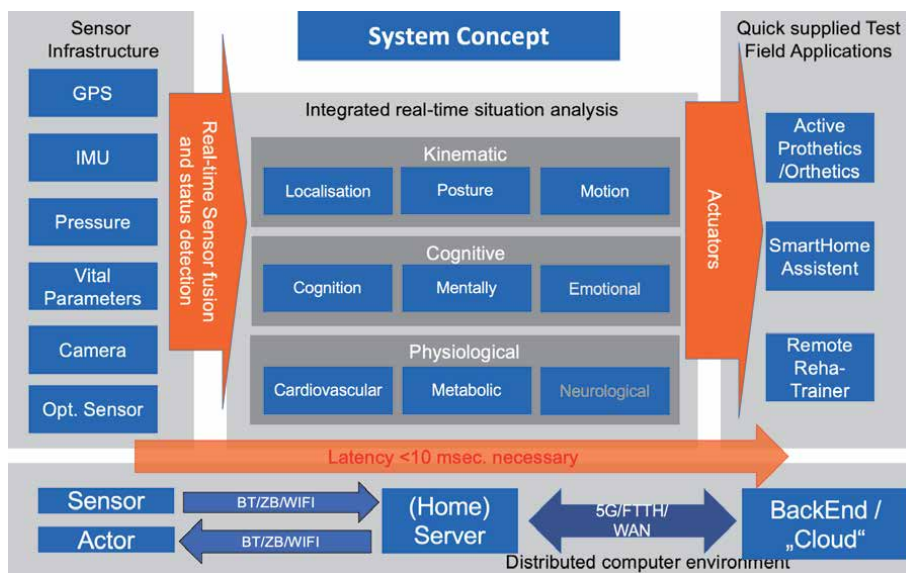 System Concept
Sensor
Infrastructure
GPS
IMU
Pressure
Vital
Parameters
Camera
Opt. Sensor
Real-time Sensor fusion
and status detection
Integrated real-time situation analysis
Kinematic
Localisation
Posture
Motion
Cognitive
Cognition
Mentally
Emotional
Physiological
Cardiovascular
Metabolic
Neurological
Actuators
Quick supplied Test
Field Applications
Active
Prothetics
/Orthetics
SmartHome
Assistent
Remote
Reha-
Trainer
Latency <10 msec. necessary
Sensor
Actor
BT/ZB/WIFI
BT/ZB/WIFI
(Home)
Server
5G/FTTH/
WAN
BackEnd /
„Cloud“
Distributed computer environment